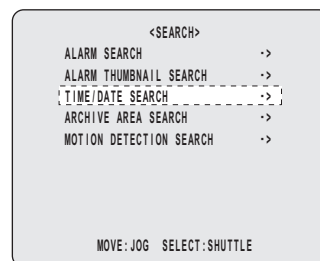 <SEARCH>
ALARM SEARCH ->
ALARM THUMBNAIL SEARCH ->
TIME/DATE SEARCH ->
ARCHIVE AREA SEARCH ->
MOTION DETECTION SEARCH ->
MOVE:JOG SELECT:SHUTTLE